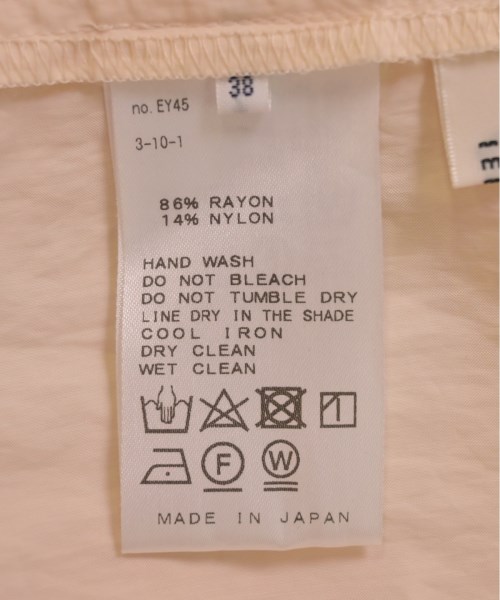 38
no. EY45
3-10-1
86% RAYON
14% NYLON
HAND WASH
DO NOT BLEACH
DO NOT TUMBLE DRY
LINE DRY IN THE SHADE
COOL IRON
DRY CLEAN
WET CLEAN
F W
MADE IN JAPAN